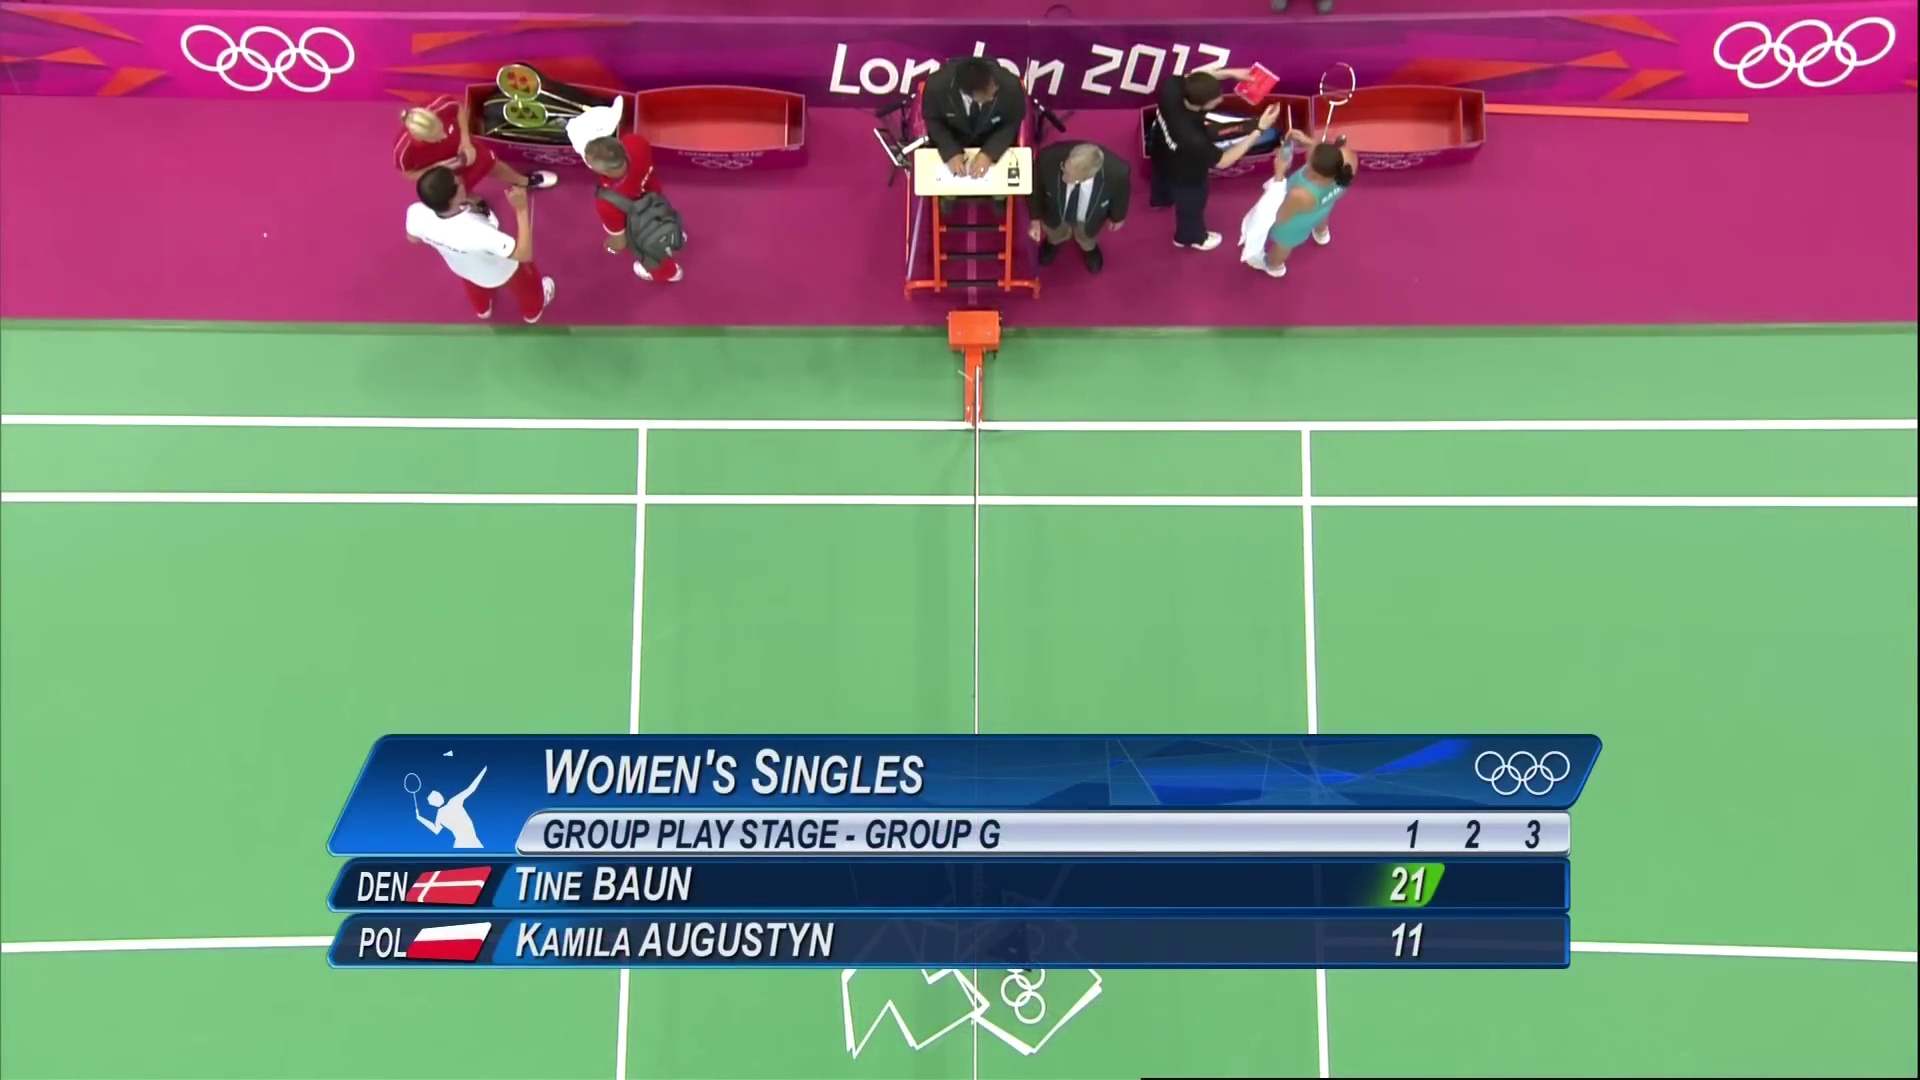 London 2012
WOMEN'S SINGLES
GROUP PLAY STAGE - GROUP G 1 2 3
DEN TINE BAUN 21
POL KAMILA AUGUSTYN 11